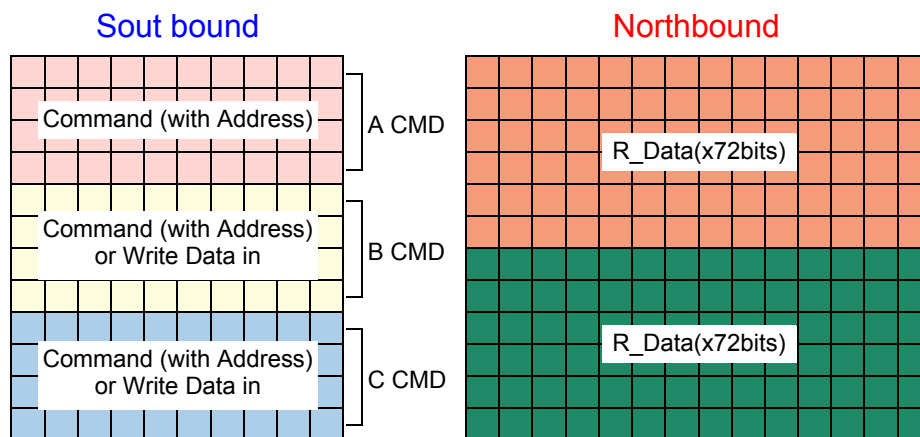 Sout bound
Northbound
Command (with Address)
A CMD
R_Data(x72bits)
Command (with Address)
or Write Data in
B CMD
Command (with Address)
or Write Data in
C CMD
R_Data(x72bits)